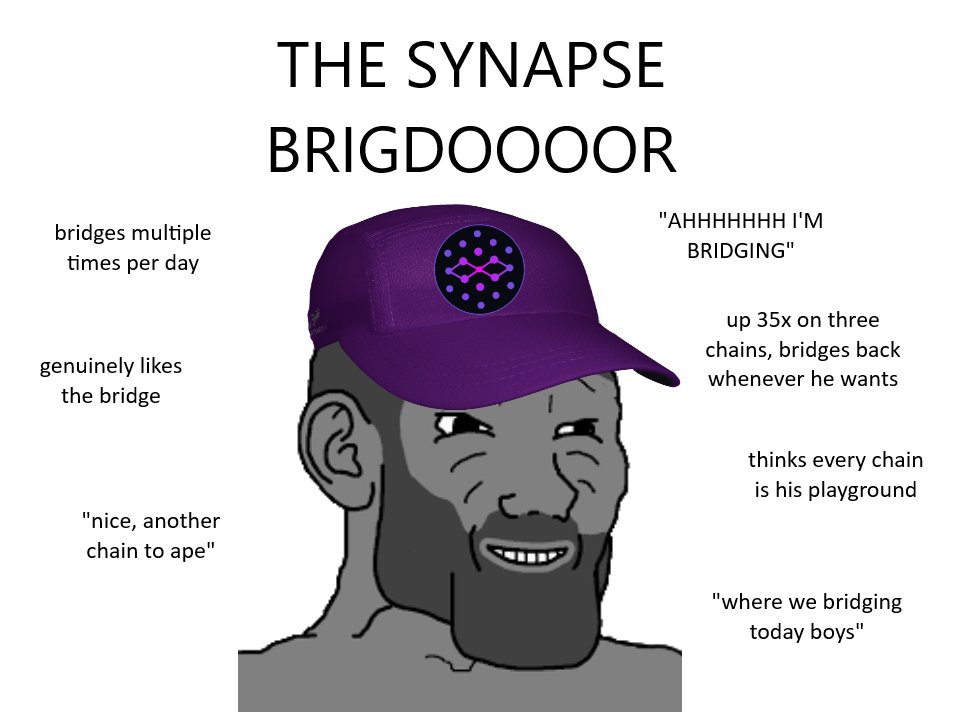 THE SYNAPSE
BRIGDOOOOR
bridges multiple
times per day
"AHHHHHHH I'M
BRIDGING"
up 35x on three
chains, bridges back
whenever he wants
genuinely likes
the bridge
thinks every chain
is his playground
"nice, another
chain to ape"
"where we bridging
today boys"